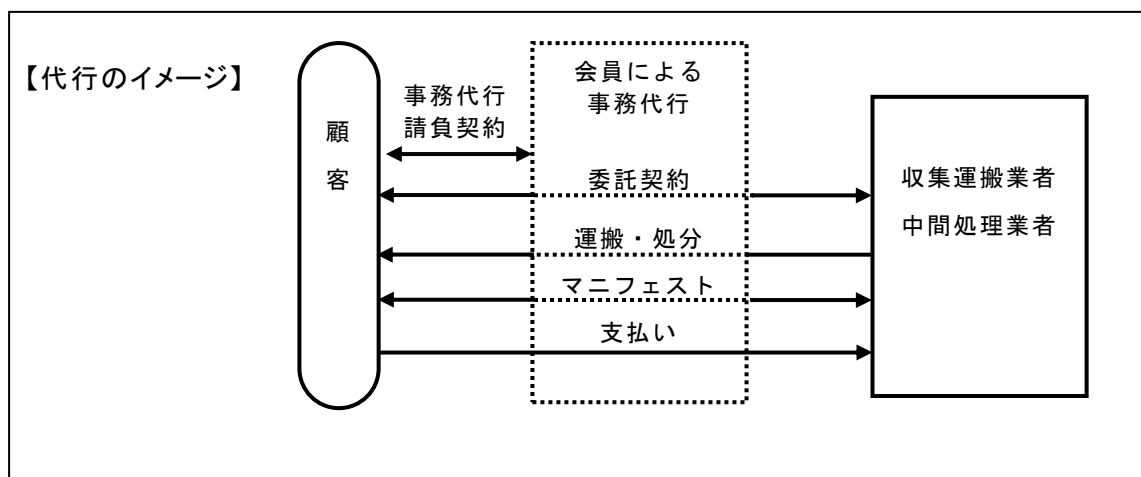 【代行のイメージ】
顧
客
事務代行
請負契約
会員による
事務代行
委託契約
運搬・処分
マニフェスト
支払い
収集運搬業者
中間処理業者